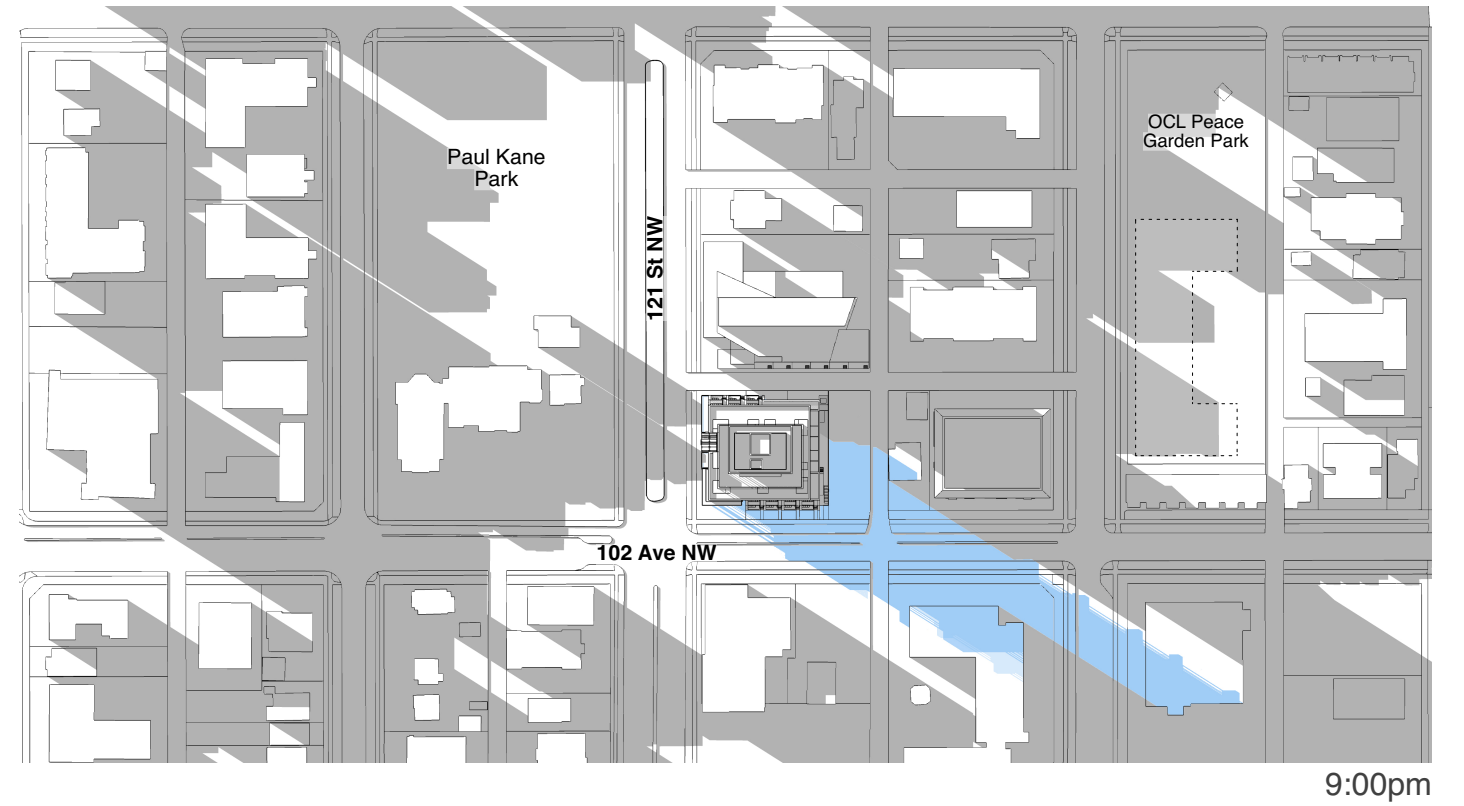 OCL Peace
Garden Park
Paul Kane
Park
121 St NW
102 Ave NW
9:00pm